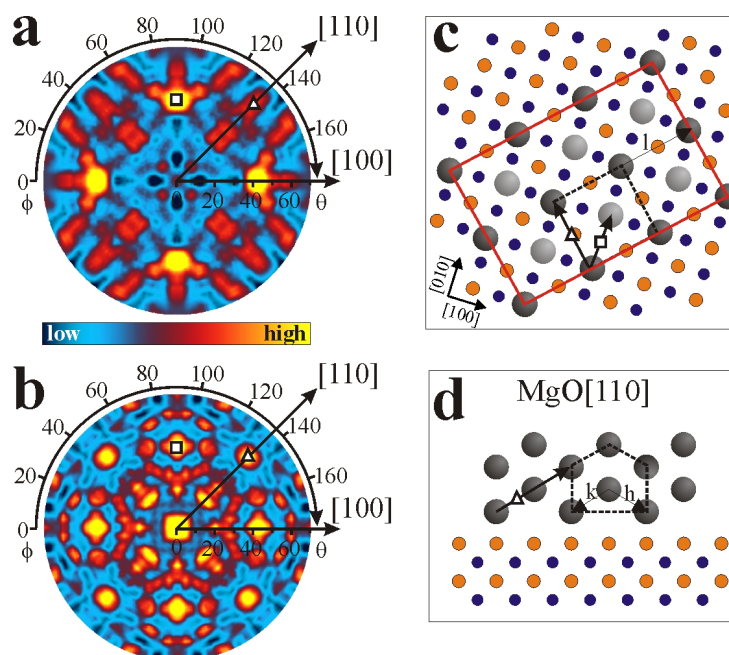 a
60 80 100 120 [110]
40 140
20 160
0 [100]
ϕ 0 20 40 60 θ
low high
b
60 80 100 120 [110]
40 140
20 160
0 [100]
ϕ 0 20 40 60 θ
c
l
[010]
[100]
d MgO[110]
k h